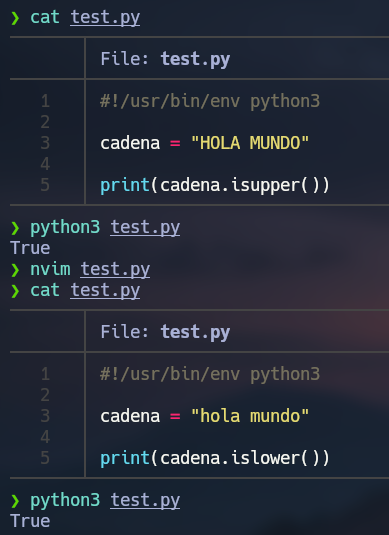 ❯ cat test.py
File: test.py
1 #!/usr/bin/env python3
2
3 cadena = "HOLA MUNDO"
4
5 print(cadena.isupper())
❯ python3 test.py
True
❯ nvim test.py
❯ cat test.py
File: test.py
1 #!/usr/bin/env python3
2
3 cadena = "hola mundo"
4
5 print(cadena.islower())
❯ python3 test.py
True